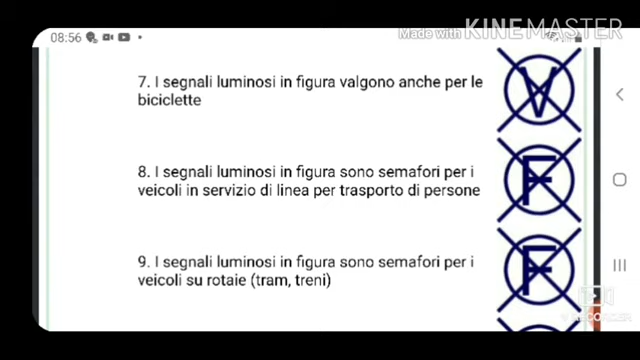 Made with KINEMASTER
08:56
7. I segnali luminosi in figura valgono anche per le
biciclette
V
8. I segnali luminosi in figura sono semafori per i
veicoli in servizio di linea per trasporto di persone
F
9. I segnali luminosi in figura sono semafori per i
veicoli su rotaie (tram, treni)
F